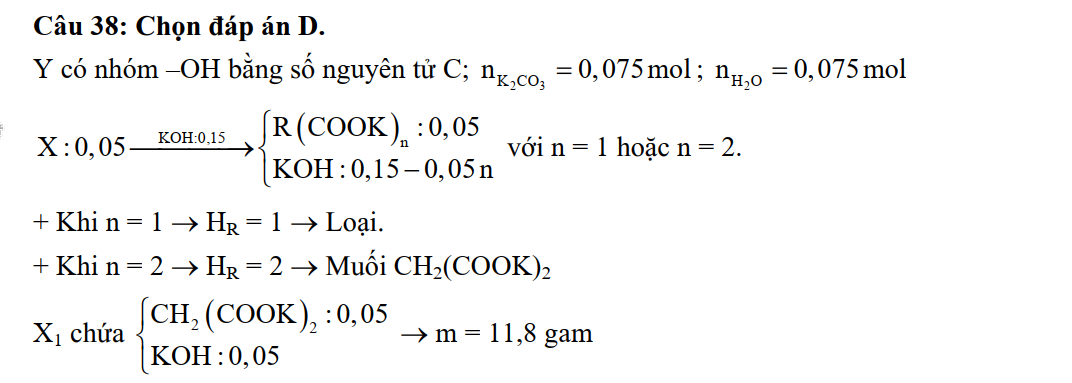 Câu 38: Chọn đáp án D.
Y có nhóm –OH bằng số nguyên tử C; n_{K_2CO_3} = 0,075 mol; n_{H_2O} = 0,075 mol
X : 0,05 \xrightarrow{KOH:0,15} \begin{cases} R(COOK)_n : 0,05 \\ KOH : 0,15 – 0,05n \end{cases} với n = 1 hoặc n = 2.
+ Khi n = 1 → H_R = 1 → Loại.
+ Khi n = 2 → H_R = 2 → Muối CH_2(COOK)_2
X_1 chứa \begin{cases} CH_2(COOK)_2 : 0,05 \\ KOH : 0,05 \end{cases} → m = 11,8 gam